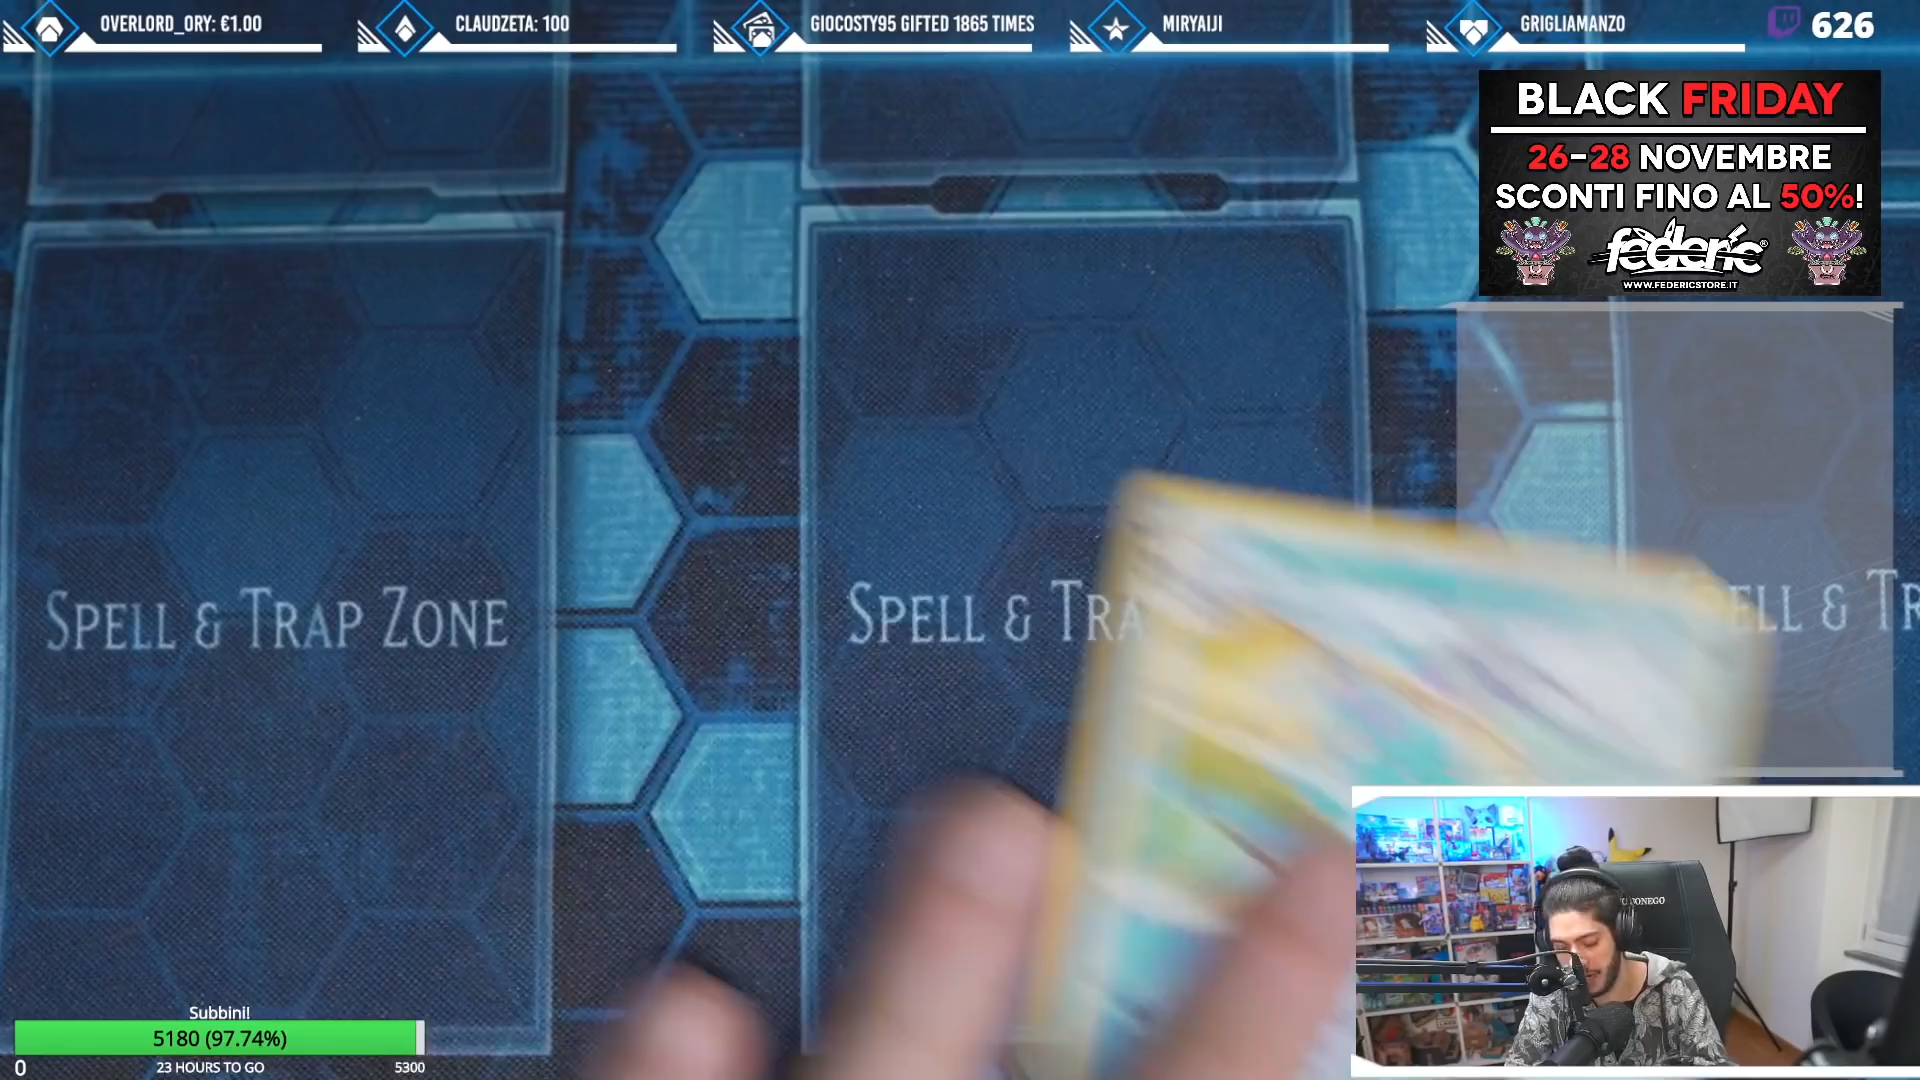 OVERLORD_ORY: €1.00
CLAUDZETA: 100
GIOCOSTY95 GIFTED 1865 TIMES
MIRYAIJI
GRIGLIAMANZO
626
BLACK FRIDAY
26-28 NOVEMBRE
SCONTI FINO AL 50%!
federic
WWW.FEDERICSTORE.IT
SPELL & TRAP ZONE
SPELL & TRA
ELL & TR
Subbini!
5180 (97.74%)
0
23 HOURS TO GO
5300